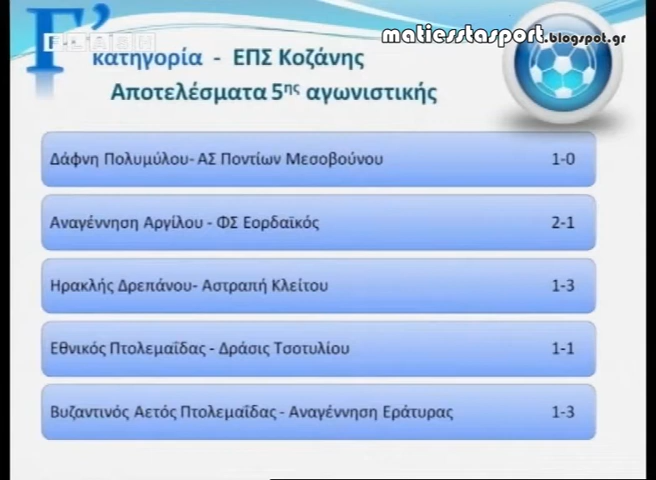 Γ' κατηγορία - ΕΠΣ Κοζάνης
matiesstasport.blogspot.gr
FLASH
Αποτελέσματα 5ης αγωνιστικής
Δάφνη Πολυμύλου- ΑΣ Ποντίων Μεσοβούνου 1-0
Αναγέννηση Αργίλου - ΦΣ Εορδαϊκός 2-1
Ηρακλής Δρεπάνου- Αστραπή Κλείτου 1-3
Εθνικός Πτολεμαΐδας - Δράσις Τσοτυλίου 1-1
Βυζαντινός Αετός Πτολεμαΐδας - Αναγέννηση Εράτυρας 1-3